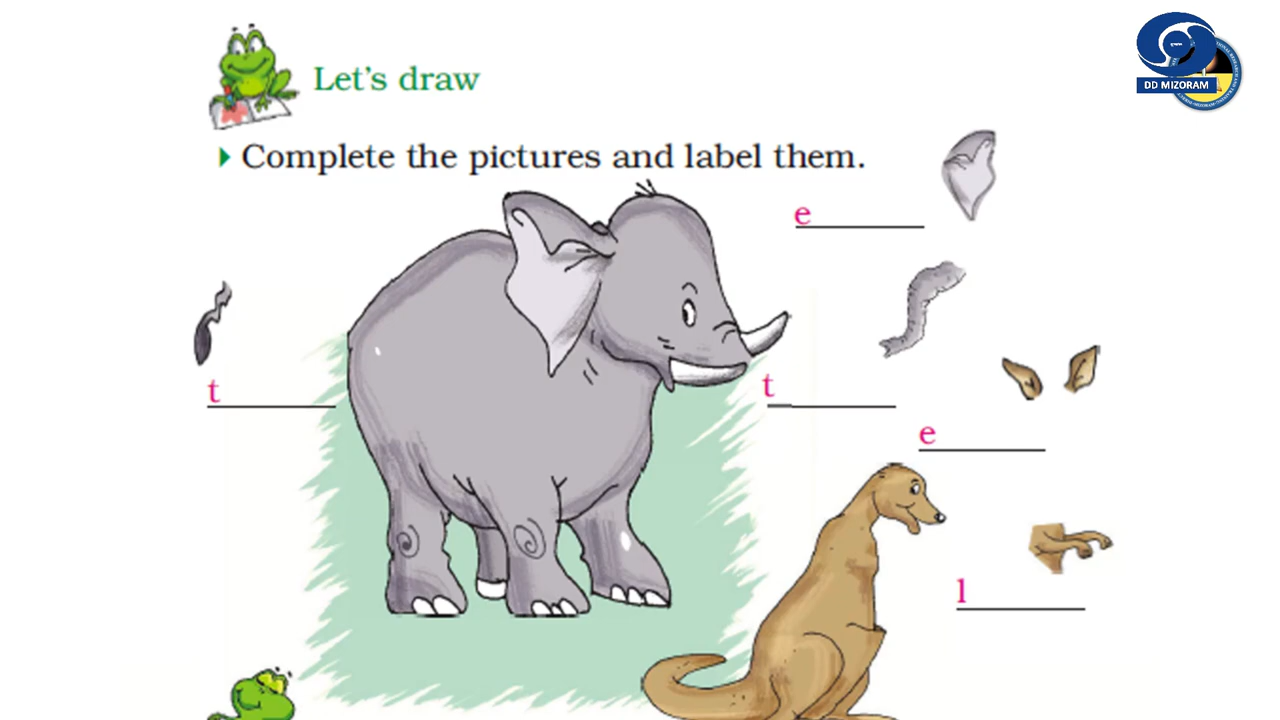 Let's draw
DD MIZORAM
Complete the pictures and label them.
e
t
t
e
l